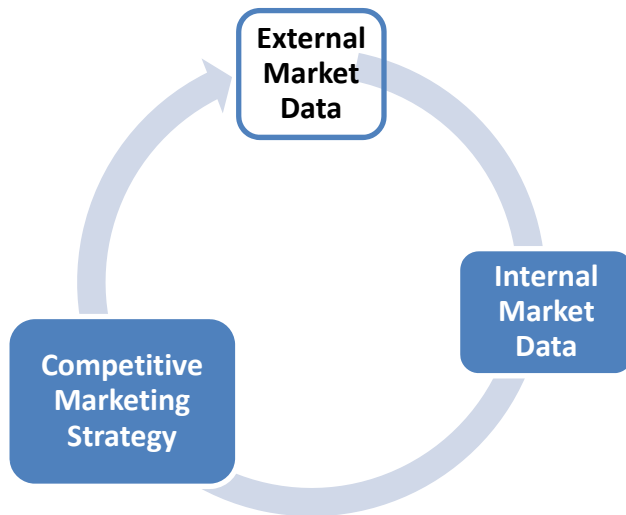 External
Market
Data
Internal
Market
Data
Competitive
Marketing
Strategy